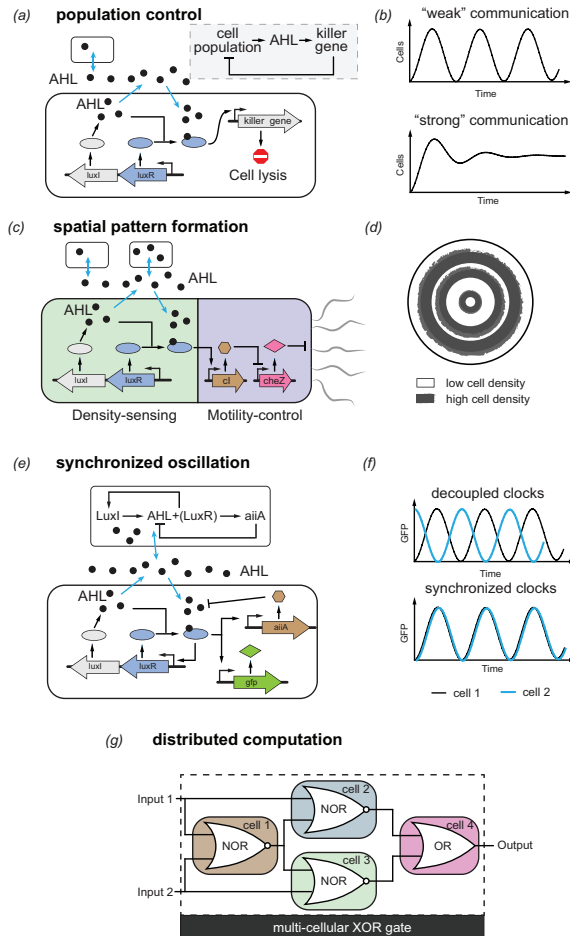 (a) population control
cell population → AHL → killer gene
AHL
AHL
killer gene
luxI luxR
Cell lysis
(b) "weak" communication
Cells
Time
"strong" communication
Cells
Time
(c) spatial pattern formation
AHL
AHL
luxI luxR cI cheZ
Density-sensing Motility-control
(d)
low cell density
high cell density
(e) synchronized oscillation
LuxI → AHL+(LuxR) → aiiA
AHL
AHL
aiiA
luxI luxR
gfp
(f)
decoupled clocks
GFP
Time
synchronized clocks
GFP
Time
cell 1 cell 2
(g) distributed computation
Input 1
cell 1
NOR
cell 2
NOR
cell 3
NOR
cell 4
OR
Output
Input 2
multi-cellular XOR gate